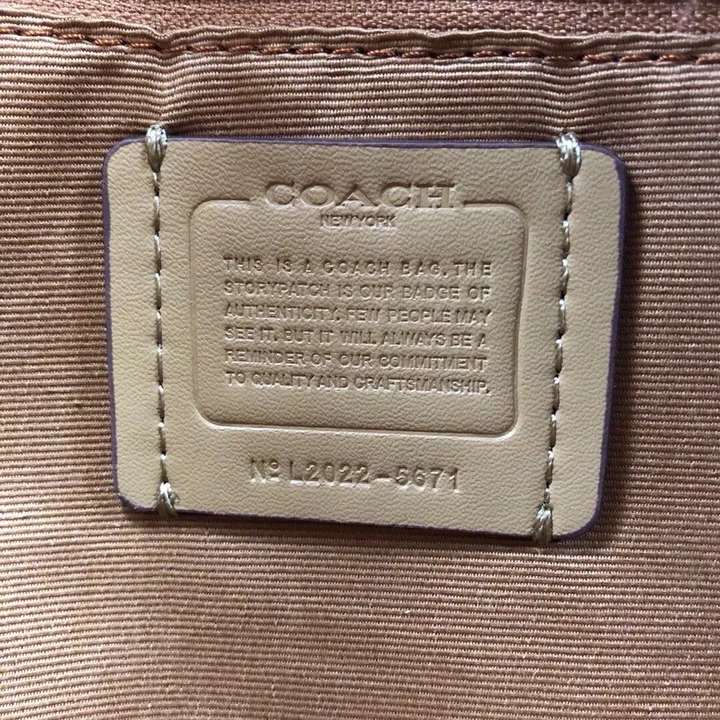 COACH
NEW YORK
THIS IS A COACH BAG. THE
STORYPATCH IS OUR BADGE OF
AUTHENTICITY. FEW PEOPLE MAY
SEE IT. BUT IT WILL ALWAYS BE A
REMINDER OF OUR COMMITMENT
TO QUALITY AND CRAFTSMANSHIP.
Nº L2022-5671